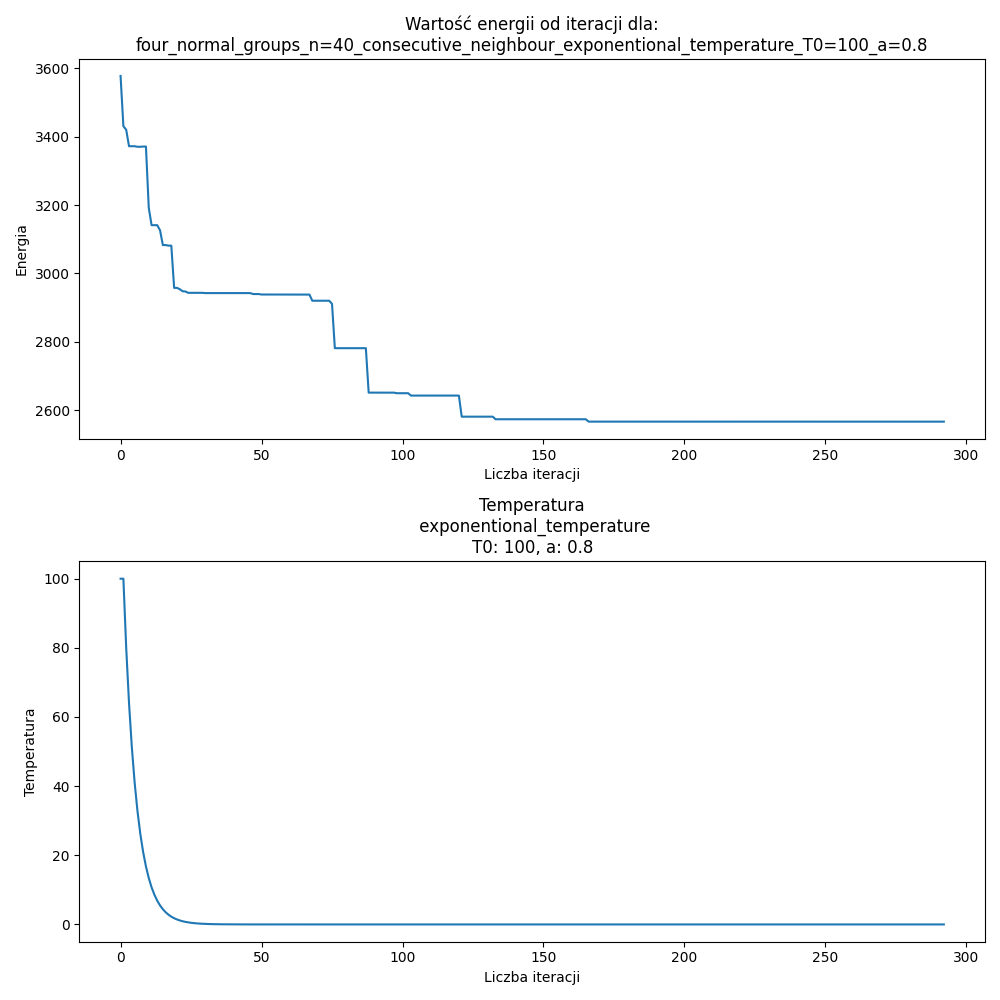 Wartość energii od iteracji dla:
four_normal_groups_n=40_consecutive_neighbour_exponentional_temperature_T0=100_a=0.8
3600
3400
3200
3000
2800
2600
Energia
0 50 100 150 200 250 300
Liczba iteracji
Temperatura
exponentional_temperature
T0: 100, a: 0.8
100
80
60
40
20
0
Temperatura
0 50 100 150 200 250 300
Liczba iteracji